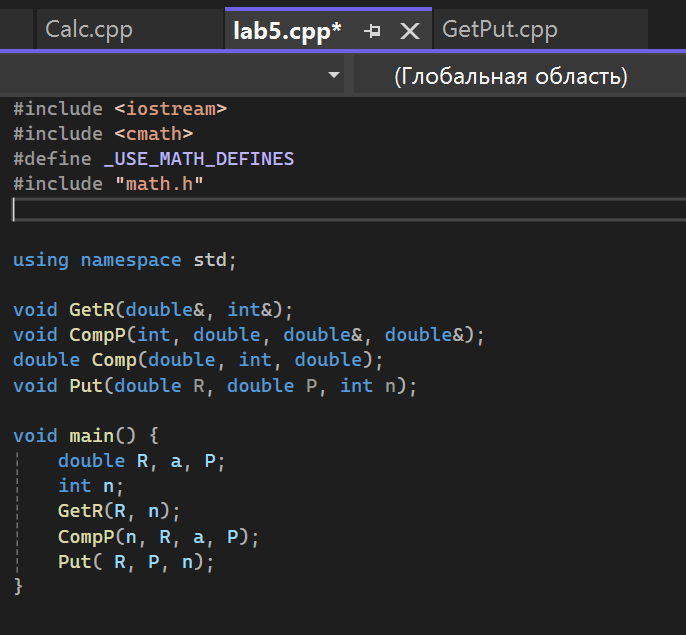 Calc.cpp lab5.cpp* GetPut.cpp
(Глобальная область)
#include <iostream>
#include <cmath>
#define _USE_MATH_DEFINES
#include "math.h"
using namespace std;
void GetR(double&, int&);
void CompP(int, double, double&, double&);
double Comp(double, int, double);
void Put(double R, double P, int n);
void main() {
    double R, a, P;
    int n;
    GetR(R, n);
    CompP(n, R, a, P);
    Put( R, P, n);
}